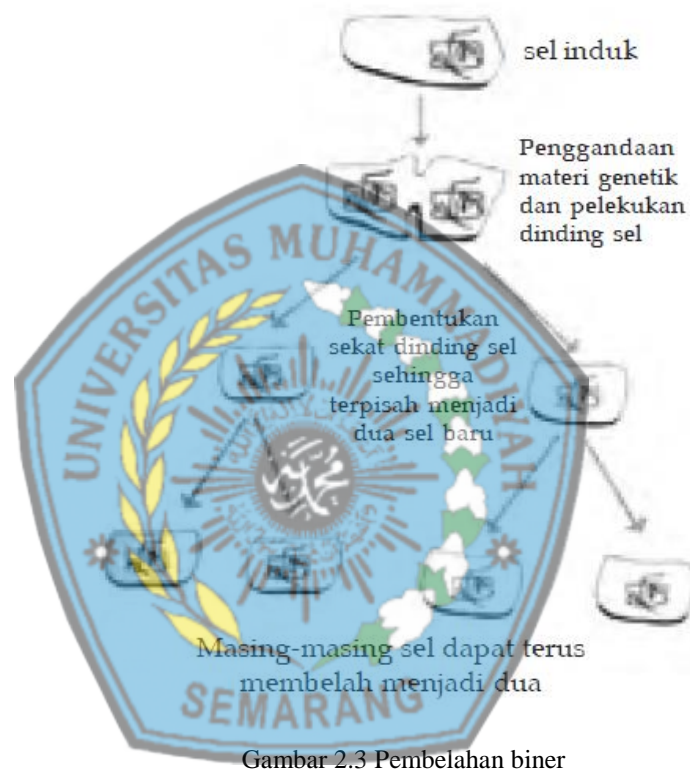 sel induk
Penggandaan
materi genetik
dan pelekukan
dinding sel
UNIVERSITAS MUHAMMADIYAH
Pembentukan
sekat dinding sel
sehingga
terpisah menjadi
dua sel baru
Masing-masing sel dapat terus
membelah menjadi dua
SEMARANG
Gambar 2.3 Pembelahan biner